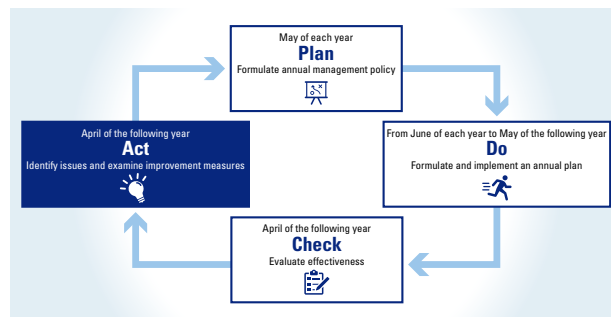 May of each year
Plan
Formulate annual management policy
April of the following year
Act
Identify issues and examine improvement measures
From June of each year to May of the following year
Do
Formulate and implement an annual plan
April of the following year
Check
Evaluate effectiveness